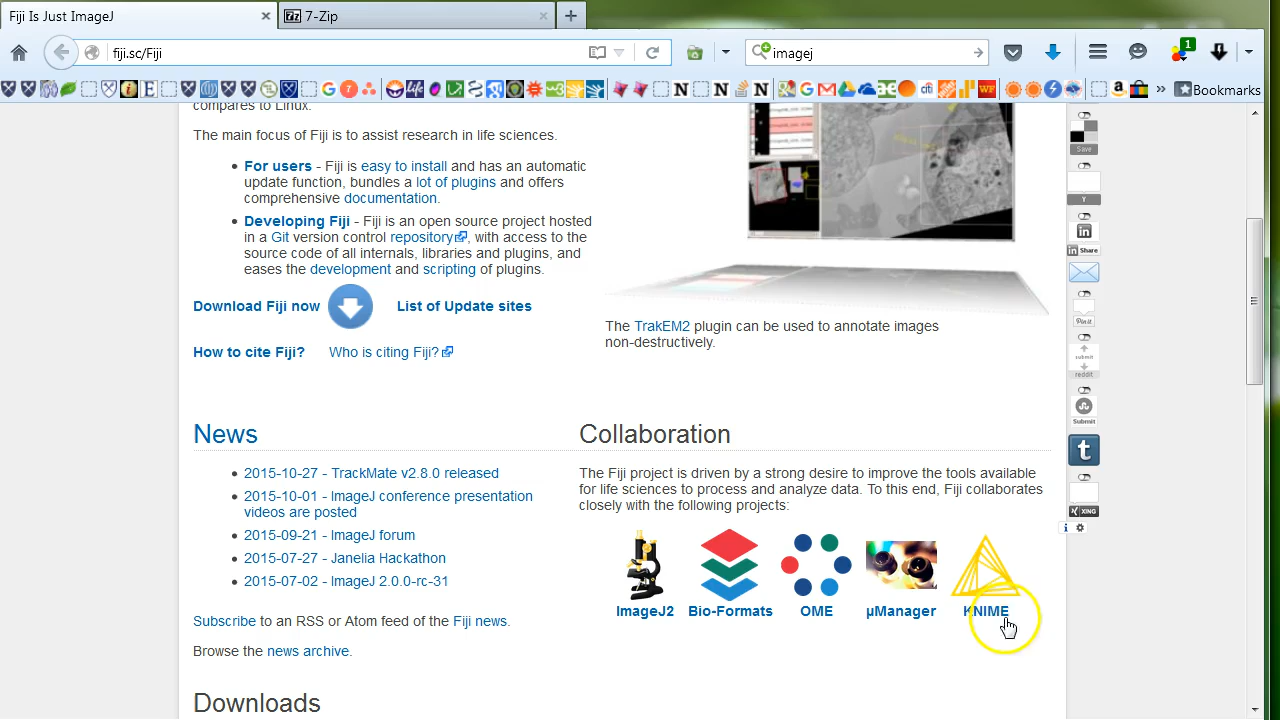 Fiji Is Just ImageJ
7-Zip
fiji.sc/Fiji
imagej
1
Bookmarks
compares to Linux.
The main focus of Fiji is to assist research in life sciences.
For users - Fiji is easy to install and has an automatic
update function, bundles a lot of plugins and offers
comprehensive documentation.
Developing Fiji - Fiji is an open source project hosted
in a Git version control repository, with access to the
source code of all internals, libraries and plugins, and
eases the development and scripting of plugins.
Download Fiji now
List of Update sites
How to cite Fiji?
Who is citing Fiji?
The TrakEM2 plugin can be used to annotate images
non-destructively.
Save
Y
in
in Share
Pin it
submit
reddit
Submit
t
XING
i
News
2015-10-27 - TrackMate v2.8.0 released
2015-10-01 - ImageJ conference presentation
videos are posted
2015-09-21 - ImageJ forum
2015-07-27 - Janelia Hackathon
2015-07-02 - ImageJ 2.0.0-rc-31
Subscribe to an RSS or Atom feed of the Fiji news.
Browse the news archive.
Collaboration
The Fiji project is driven by a strong desire to improve the tools available
for life sciences to process and analyze data. To this end, Fiji collaborates
closely with the following projects:
ImageJ2
Bio-Formats
OME
µManager
KNIME
Downloads